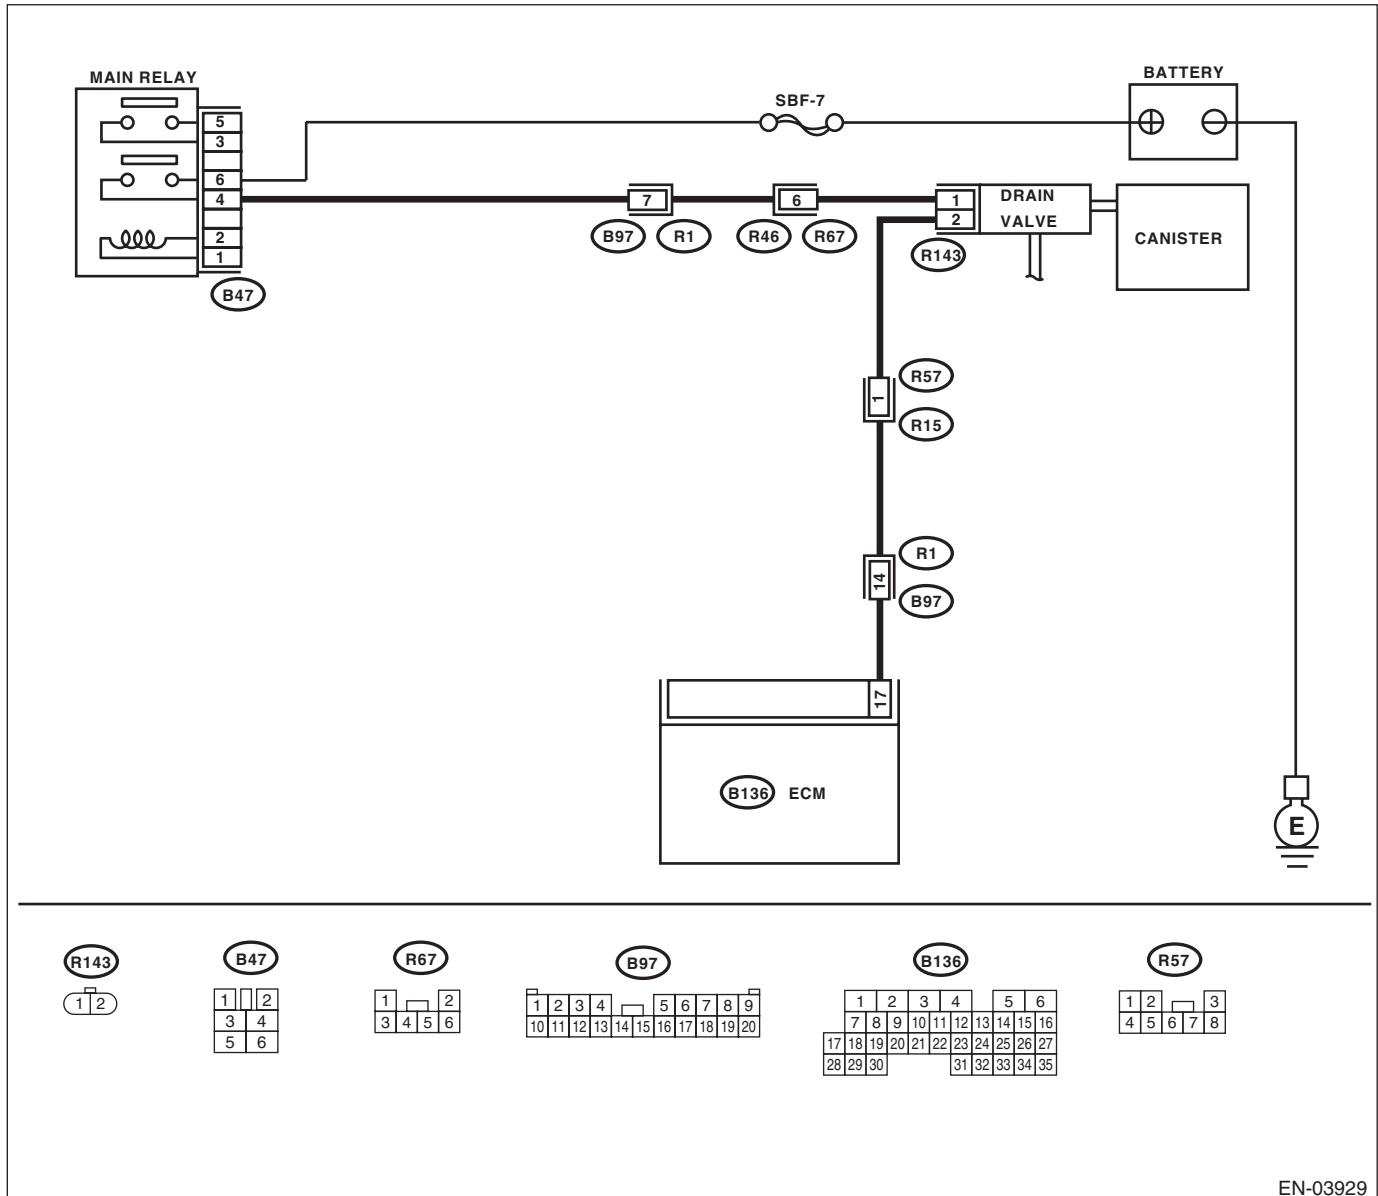 MAIN RELAY
BATTERY
SBF-7
5
3
6
4
2
1
B47
7
B97
R1
6
R46
R67
1
2
R143
DRAIN
VALVE
CANISTER
1
R57
R15
14
R1
B97
17
B136
ECM
E
R143
1 2
B47
1 2
3 4
5 6
R67
1 2
3 4 5 6
B97
1 2 3 4 5 6 7 8 9
10 11 12 13 14 15 16 17 18 19 20
B136
1 2 3 4 5 6
7 8 9 10 11 12 13 14 15 16
17 18 19 20 21 22 23 24 25 26 27
28 29 30 31 32 33 34 35
R57
1 2 3
4 5 6 7 8
EN-03929